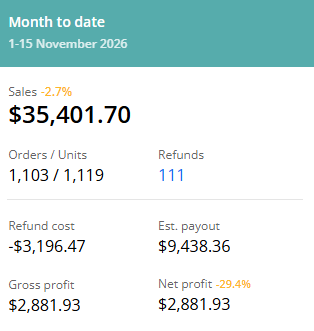 Month to date
1-15 November 2026
Sales -2.7%
$35,401.70
Orders / Units
1,103 / 1,119
Refunds
111
Refund cost
-$3,196.47
Est. payout
$9,438.36
Gross profit
$2,881.93
Net profit -29.4%
$2,881.93